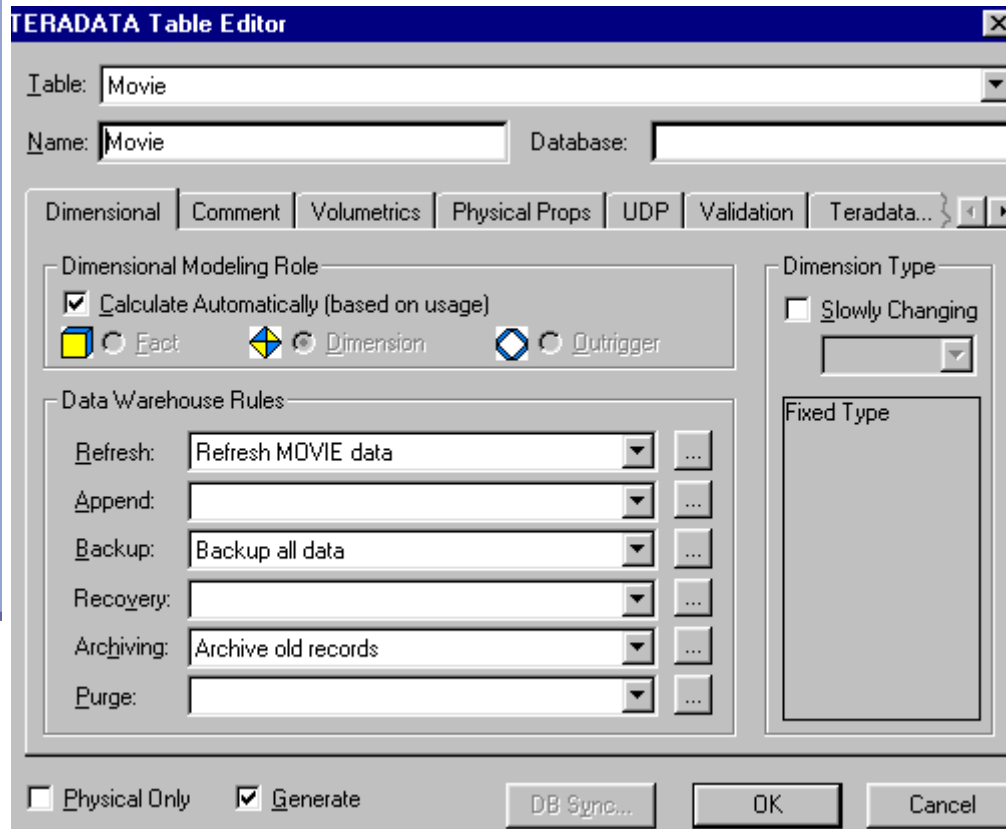 TERADATA Table Editor
Table: Movie
Name: Movie Database:
Dimensional Comment Volumetrics Physical Props UDP Validation Teradata...
Dimensional Modeling Role
Calculate Automatically (based on usage)
Fact Dimension Outrigger
Dimension Type
Slowly Changing
Fixed Type
Data Warehouse Rules
Refresh: Refresh MOVIE data ...
Append: ...
Backup: Backup all data ...
Recovery: ...
Archiving: Archive old records ...
Purge: ...
Physical Only Generate DB Sync... OK Cancel